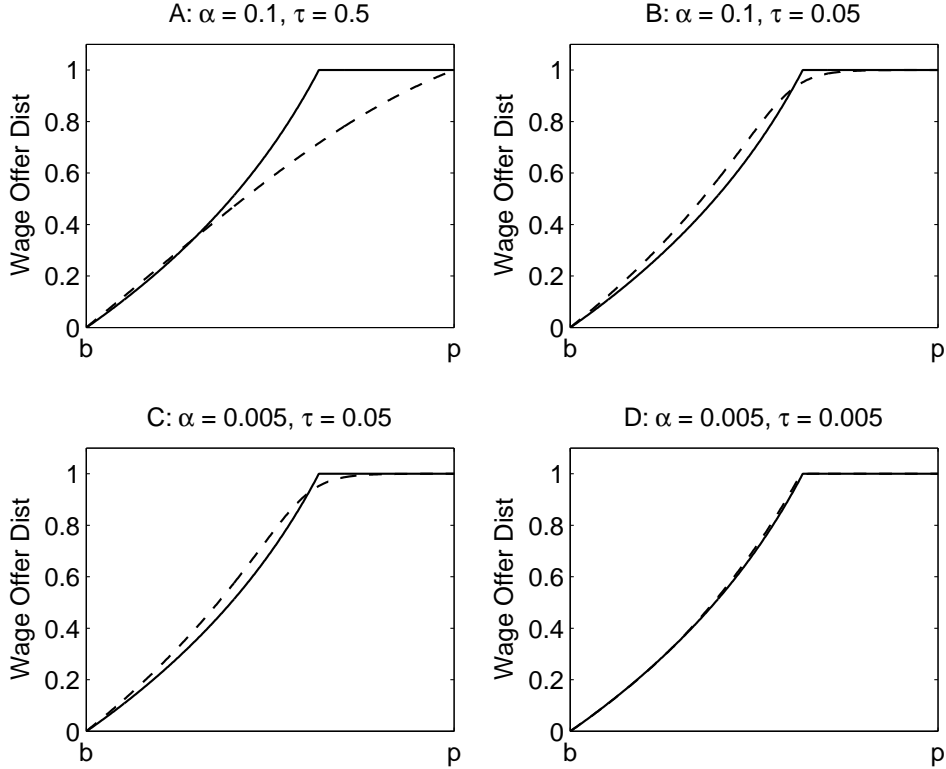 A: α = 0.1, τ = 0.5
Wage Offer Dist
1
0.8
0.6
0.4
0.2
0
b
p
B: α = 0.1, τ = 0.05
Wage Offer Dist
1
0.8
0.6
0.4
0.2
0
b
p
C: α = 0.005, τ = 0.05
Wage Offer Dist
1
0.8
0.6
0.4
0.2
0
b
p
D: α = 0.005, τ = 0.005
Wage Offer Dist
1
0.8
0.6
0.4
0.2
0
b
p